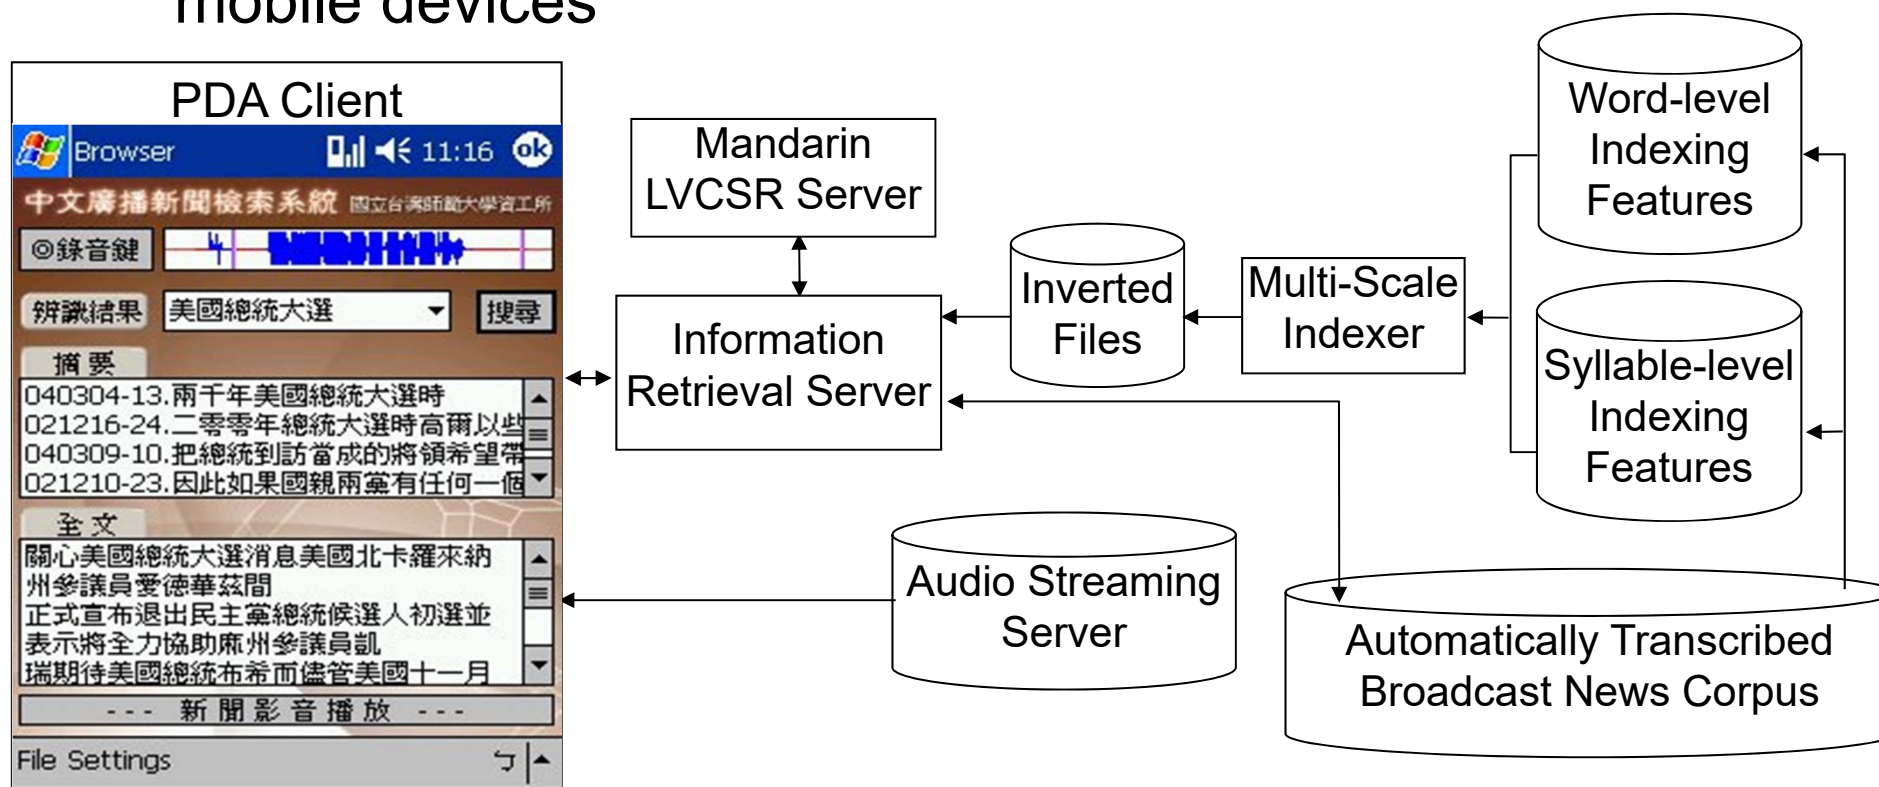 mobile devices
PDA Client
Browser 11:16 ok
中文廣播新聞檢索系統 國立台灣師範大學資工所
◎錄音鍵
辨識結果 美國總統大選 搜尋
摘要
040304-13.兩千年美國總統大選時
021216-24.二零零年總統大選時高爾以些
040309-10.把總統到訪當成的將領希望帶
021210-23.因此如果國親兩黨有任何一個
全文
關心美國總統大選消息美國北卡羅來納
州參議員愛德華茲間
正式宣布退出民主黨總統候選人初選並
表示將全力協助麻州參議員凱
瑞期待美國總統布希而儘管美國十一月
--- 新聞影音播放 ---
File Settings
Mandarin
LVCSR Server
Information
Retrieval Server
Inverted
Files
Multi-Scale
Indexer
Word-level
Indexing
Features
Syllable-level
Indexing
Features
Audio Streaming
Server
Automatically Transcribed
Broadcast News Corpus